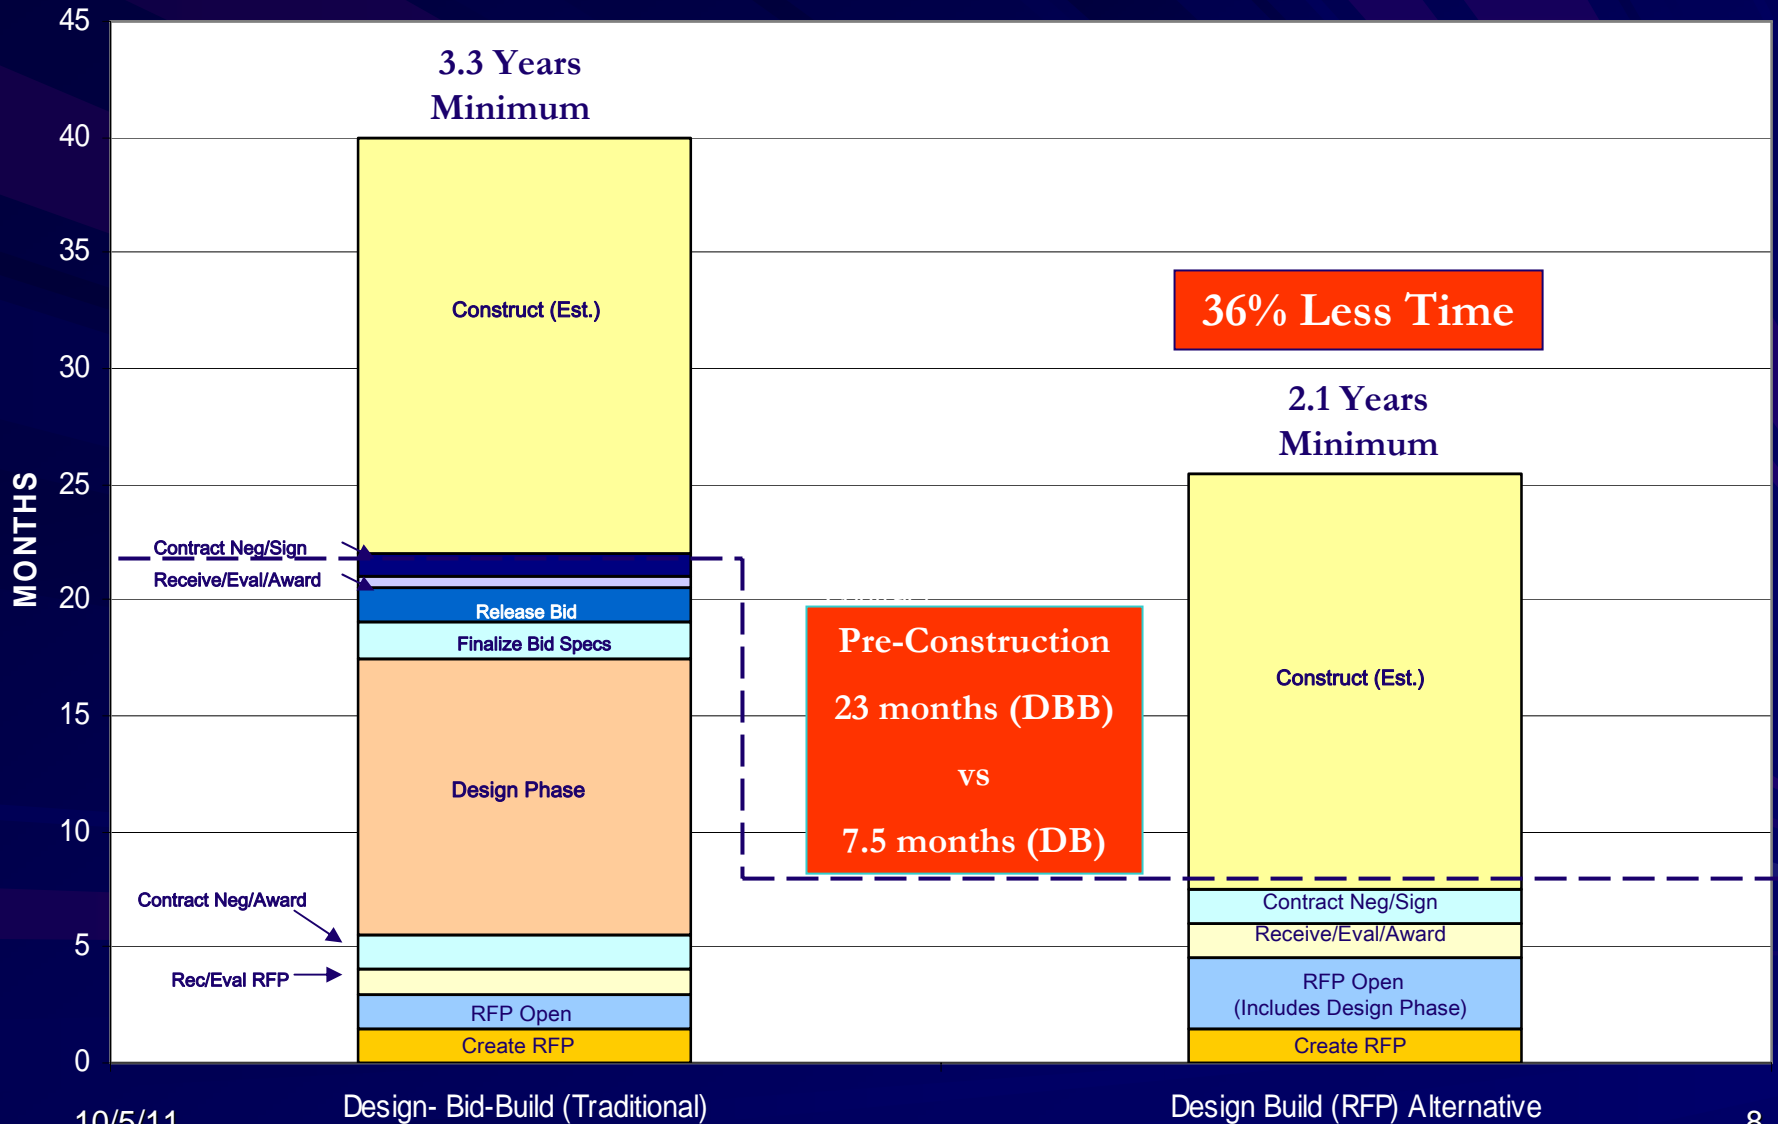 45
40
35
30
25
20
15
10
5
0
MONTHS
3.3 Years
Minimum
Construct (Est.)
Contract Neg/Sign
Receive/Eval/Award
Release Bid
Finalize Bid Specs
Design Phase
Contract Neg/Award
Rec/Eval RFP
RFP Open
Create RFP
Pre-Construction
23 months (DBB)
vs
7.5 months (DB)
36% Less Time
2.1 Years
Minimum
Construct (Est.)
Contract Neg/Sign
Receive/Eval/Award
RFP Open
(Includes Design Phase)
Create RFP
Design- Bid-Build (Traditional)
Design Build (RFP) Alternative
10/5/11
8